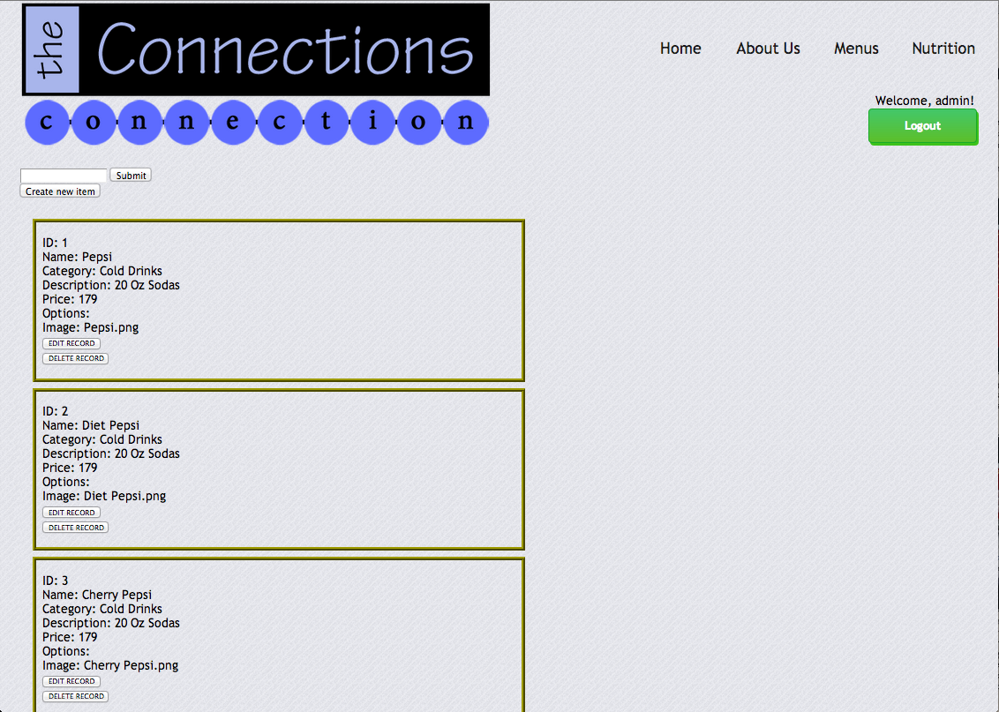 the Connections
connection
Home About Us Menus Nutrition
Welcome, admin!
Logout
Submit
Create new item
ID: 1
Name: Pepsi
Category: Cold Drinks
Description: 20 Oz Sodas
Price: 179
Options:
Image: Pepsi.png
EDIT RECORD
DELETE RECORD
ID: 2
Name: Diet Pepsi
Category: Cold Drinks
Description: 20 Oz Sodas
Price: 179
Options:
Image: Diet Pepsi.png
EDIT RECORD
DELETE RECORD
ID: 3
Name: Cherry Pepsi
Category: Cold Drinks
Description: 20 Oz Sodas
Price: 179
Options:
Image: Cherry Pepsi.png
EDIT RECORD
DELETE RECORD